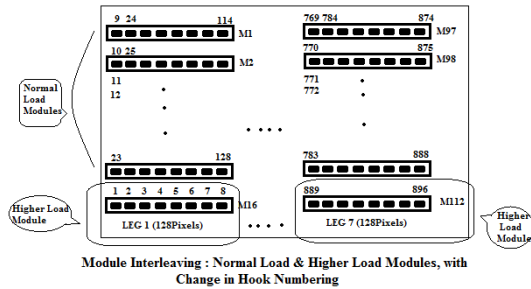 9 24 114 M1
769 784 874 M97
10 25 M2
770 875 M98
11
12
771
772
Normal
Load
Modules
23 128
783 888
1 2 3 4 5 6 7 8 M16
889 896 M112
Higher Load
Module
LEG 1 (128Pixels)
LEG 7 (128Pixels)
Higher
Load
Module
Module Interleaving : Normal Load & Higher Load Modules, with
Change in Hook Numbering